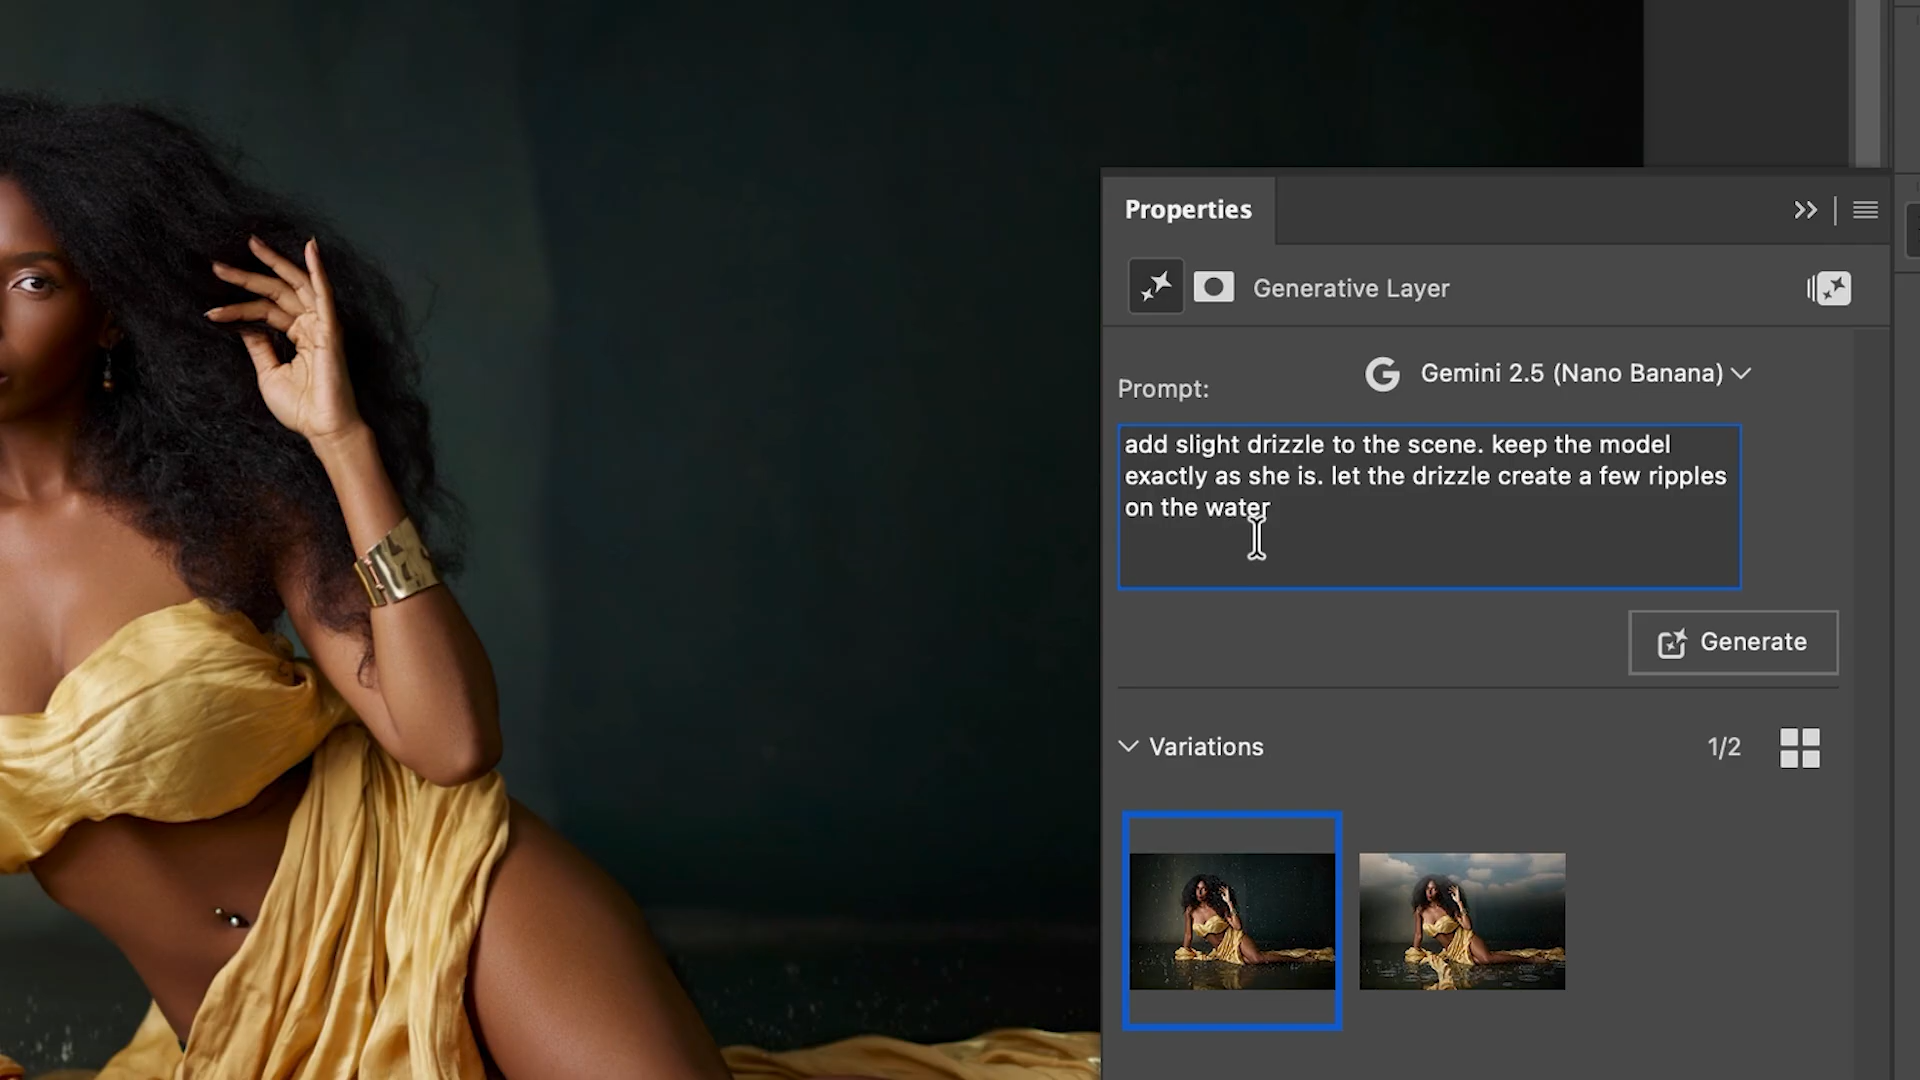 Properties
Generative Layer
Prompt:
Gemini 2.5 (Nano Banana)
add slight drizzle to the scene. keep the model
exactly as she is. let the drizzle create a few ripples
on the water
Generate
Variations
1/2